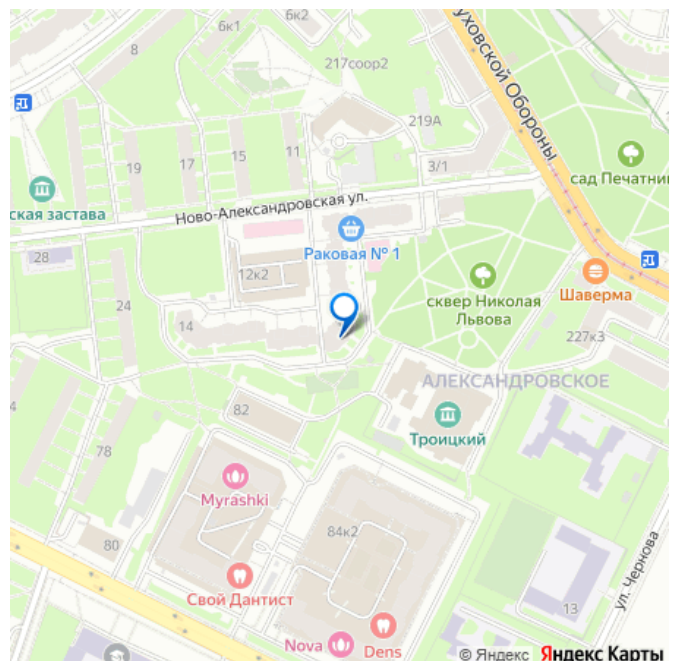 6к1
6к2
8
217соор2
уховской Обороны
219А
19
17
15
11
3/1
сад Печатник
ская застава
Ново-Александровская ул.
28
Раковая № 1
12к2
сквер Николая
Львова
Шаверма
24
14
227к3
АЛЕКСАНДРОВСКОЕ
4
82
Троицкий
78
Myrashki
80
84к2
ул. Чернова
Свой Дантист
13
Nova
Dens
© Яндекс Яндекс Карты